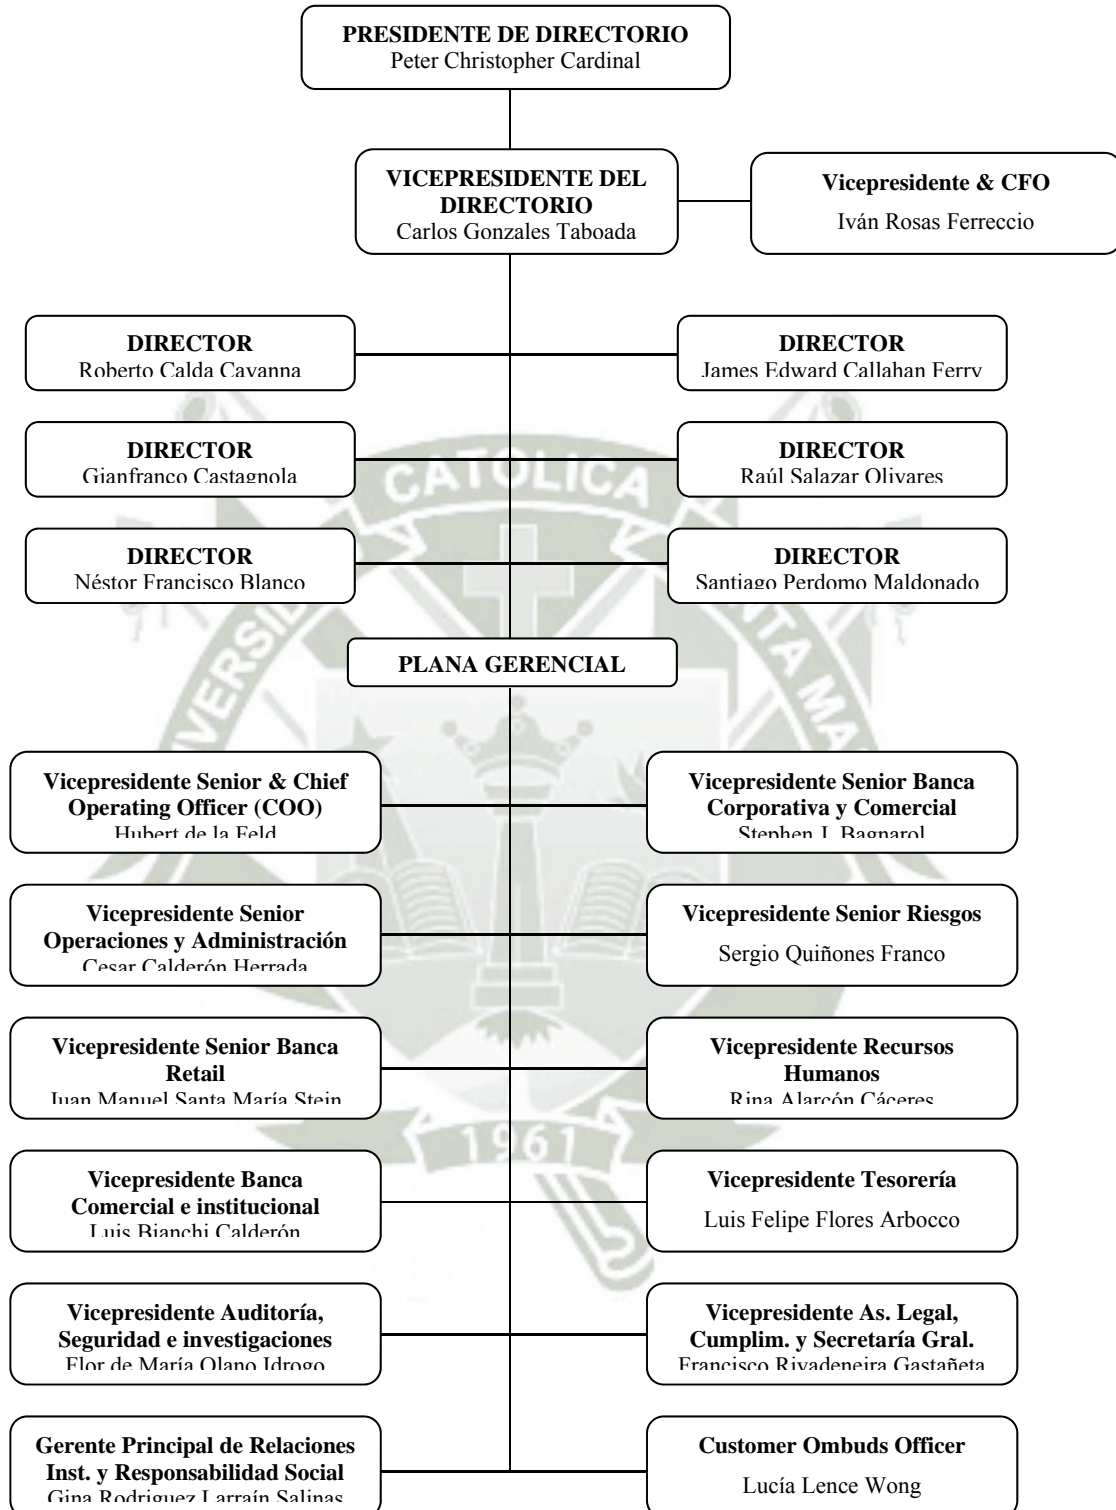 PRESIDENTE DE DIRECTORIO
Peter Christopher Cardinal
VICEPRESIDENTE DEL
DIRECTORIO
Carlos Gonzales Taboada
Vicepresidente & CFO
Iván Rosas Ferreccio
DIRECTOR
Roberto Calda Cavanna
DIRECTOR
James Edward Callahan Ferry
DIRECTOR
Gianfranco Castagnola
DIRECTOR
Raúl Salazar Olivares
DIRECTOR
Néstor Francisco Blanco
DIRECTOR
Santiago Perdomo Maldonado
PLANA GERENCIAL
Vicepresidente Senior & Chief
Operating Officer (COO)
Hubert de la Feld
Vicepresidente Senior Banca
Corporativa y Comercial
Stephen J. Bagnarol
Vicepresidente Senior
Operaciones y Administración
Cesar Calderón Herrada
Vicepresidente Senior Riesgos
Sergio Quiñones Franco
Vicepresidente Senior Banca
Retail
Juan Manuel Santa María Stein
Vicepresidente Recursos
Humanos
Rina Alarcón Cáceres
Vicepresidente Banca
Comercial e institucional
Luis Bianchi Calderón
Vicepresidente Tesorería
Luis Felipe Flores Arbocco
Vicepresidente Auditoría,
Seguridad e investigaciones
Flor de María Olano Idrogo
Vicepresidente As. Legal,
Cumplim. y Secretaría Gral.
Francisco Rivadeneira Gastañeta
Gerente Principal de Relaciones
Inst. y Responsabilidad Social
Gina Rodriguez Larraín Salinas
Customer Ombuds Officer
Lucía Lence Wong
CATOLICA
1961